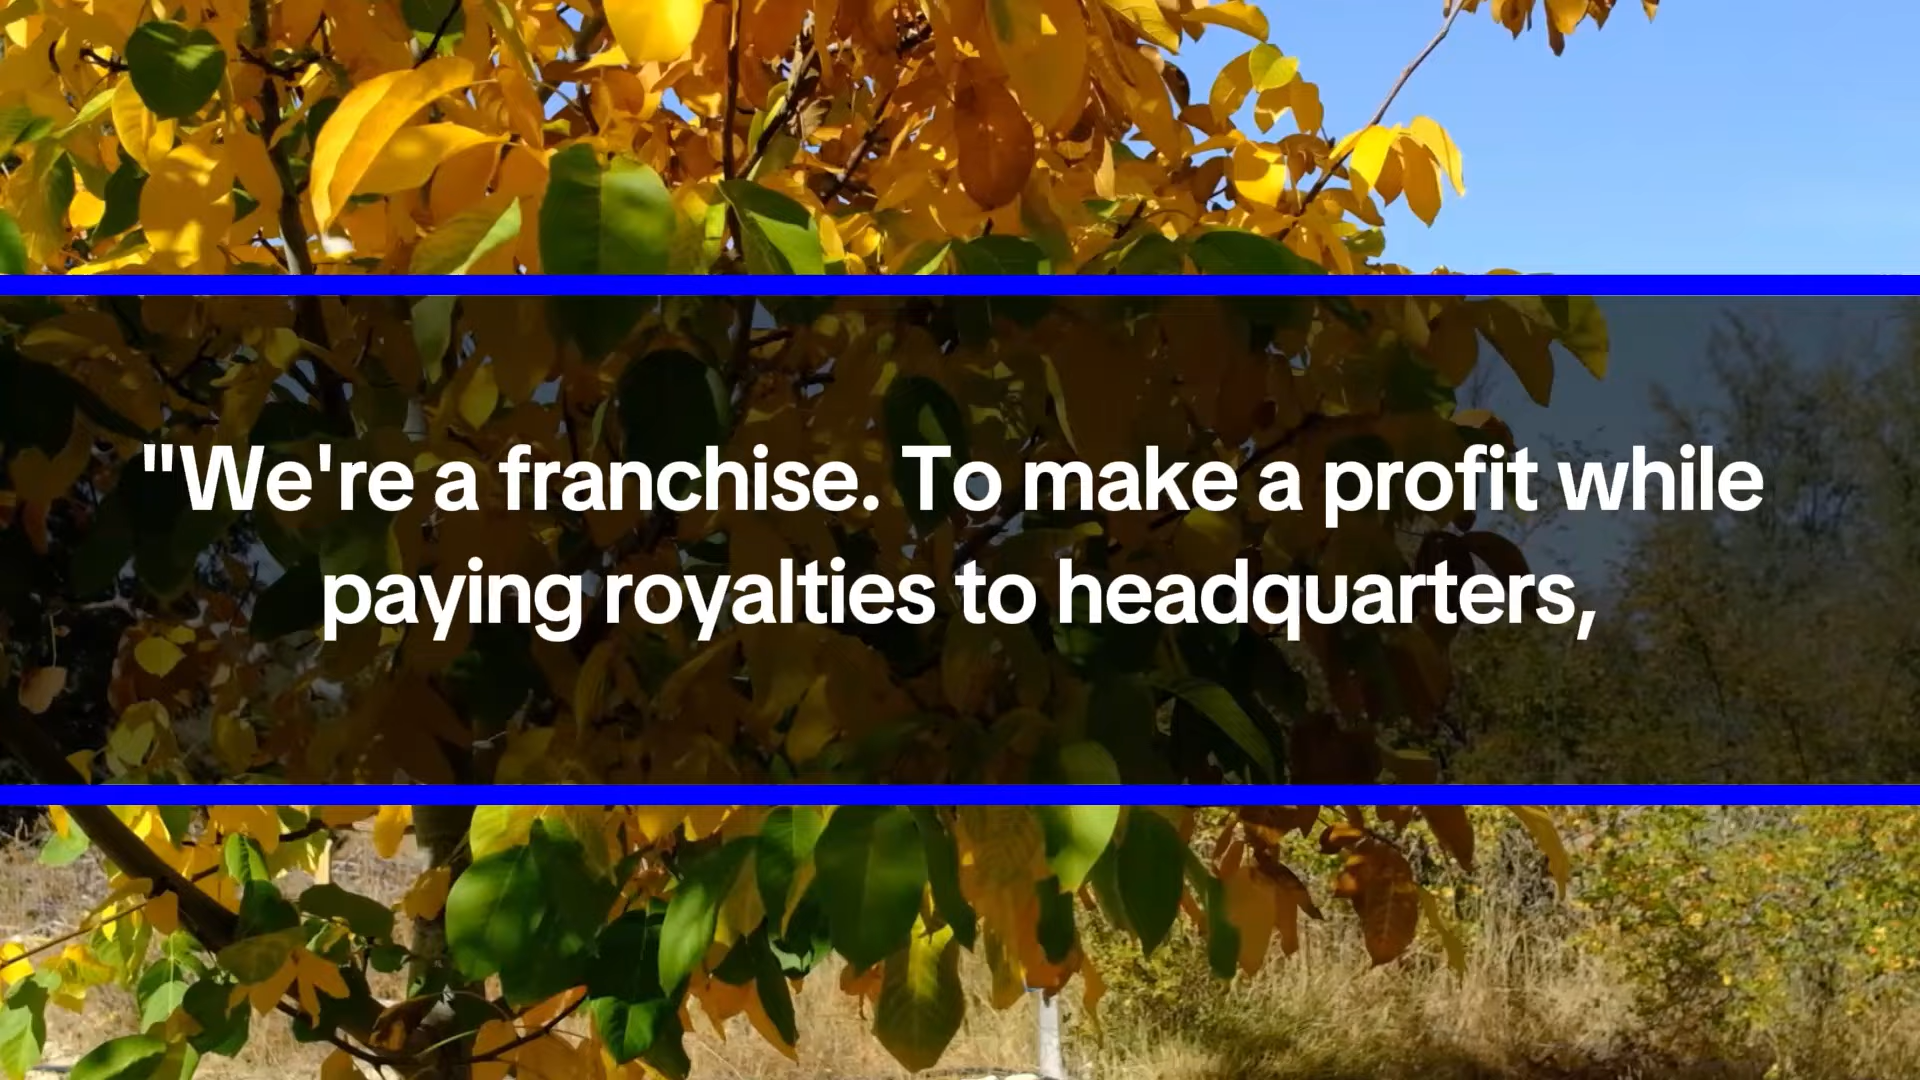 "We're a franchise. To make a profit while
paying royalties to headquarters,